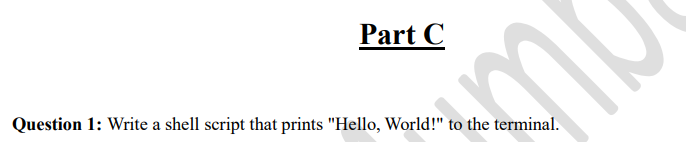 Part C
Question 1: Write a shell script that prints "Hello, World!" to the terminal.